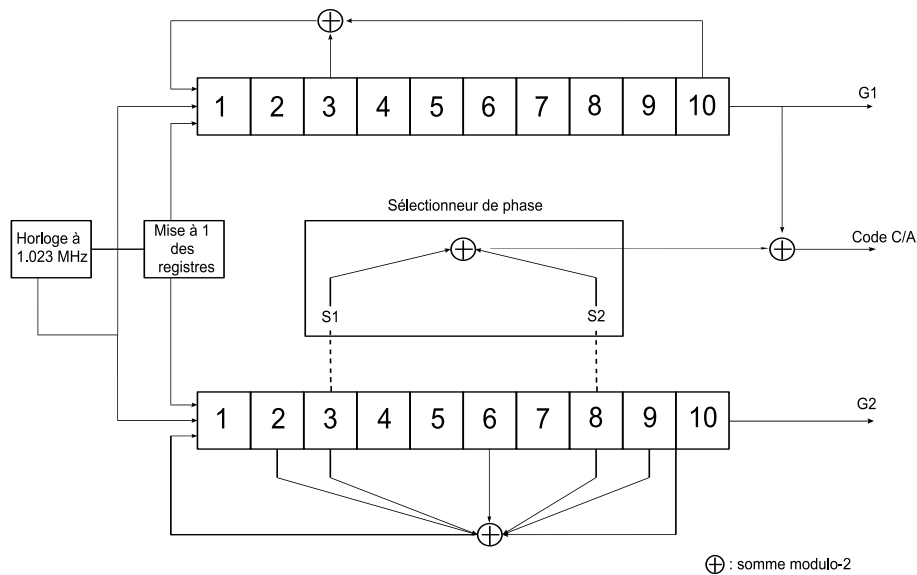 1 2 3 4 5 6 7 8 9 10
G1
Sélectionneur de phase
Horloge à
1.023 MHz
Mise à 1
des
registres
Code C/A
S1
S2
1 2 3 4 5 6 7 8 9 10
G2
: somme modulo-2